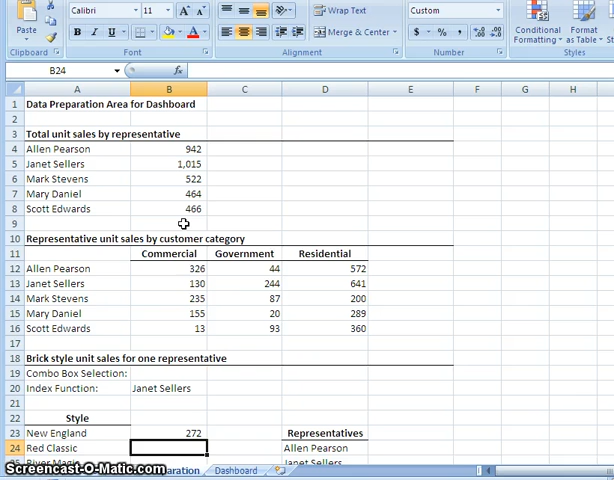 Calibri 11 A A Wrap Text Custom
Paste B I U A Merge & Center $ % , Conditional Formatting Format as Table
Clipboard Font Alignment Number Styles
B24 fx
A B C D E F G H
1 Data Preparation Area for Dashboard
2
3 Total unit sales by representative
4 Allen Pearson 942
5 Janet Sellers 1,015
6 Mark Stevens 522
7 Mary Daniel 464
8 Scott Edwards 466
9
10 Representative unit sales by customer category
11 Commercial Government Residential
12 Allen Pearson 326 44 572
13 Janet Sellers 130 244 641
14 Mark Stevens 235 87 200
15 Mary Daniel 155 20 289
16 Scott Edwards 13 93 360
17
18 Brick style unit sales for one representative
19 Combo Box Selection:
20 Index Function: Janet Sellers
21
22 Style
23 New England 272 Representatives
24 Red Classic Allen Pearson
25 River Magic Janet Sellers
Screencast-O-Matic.com Dashboard